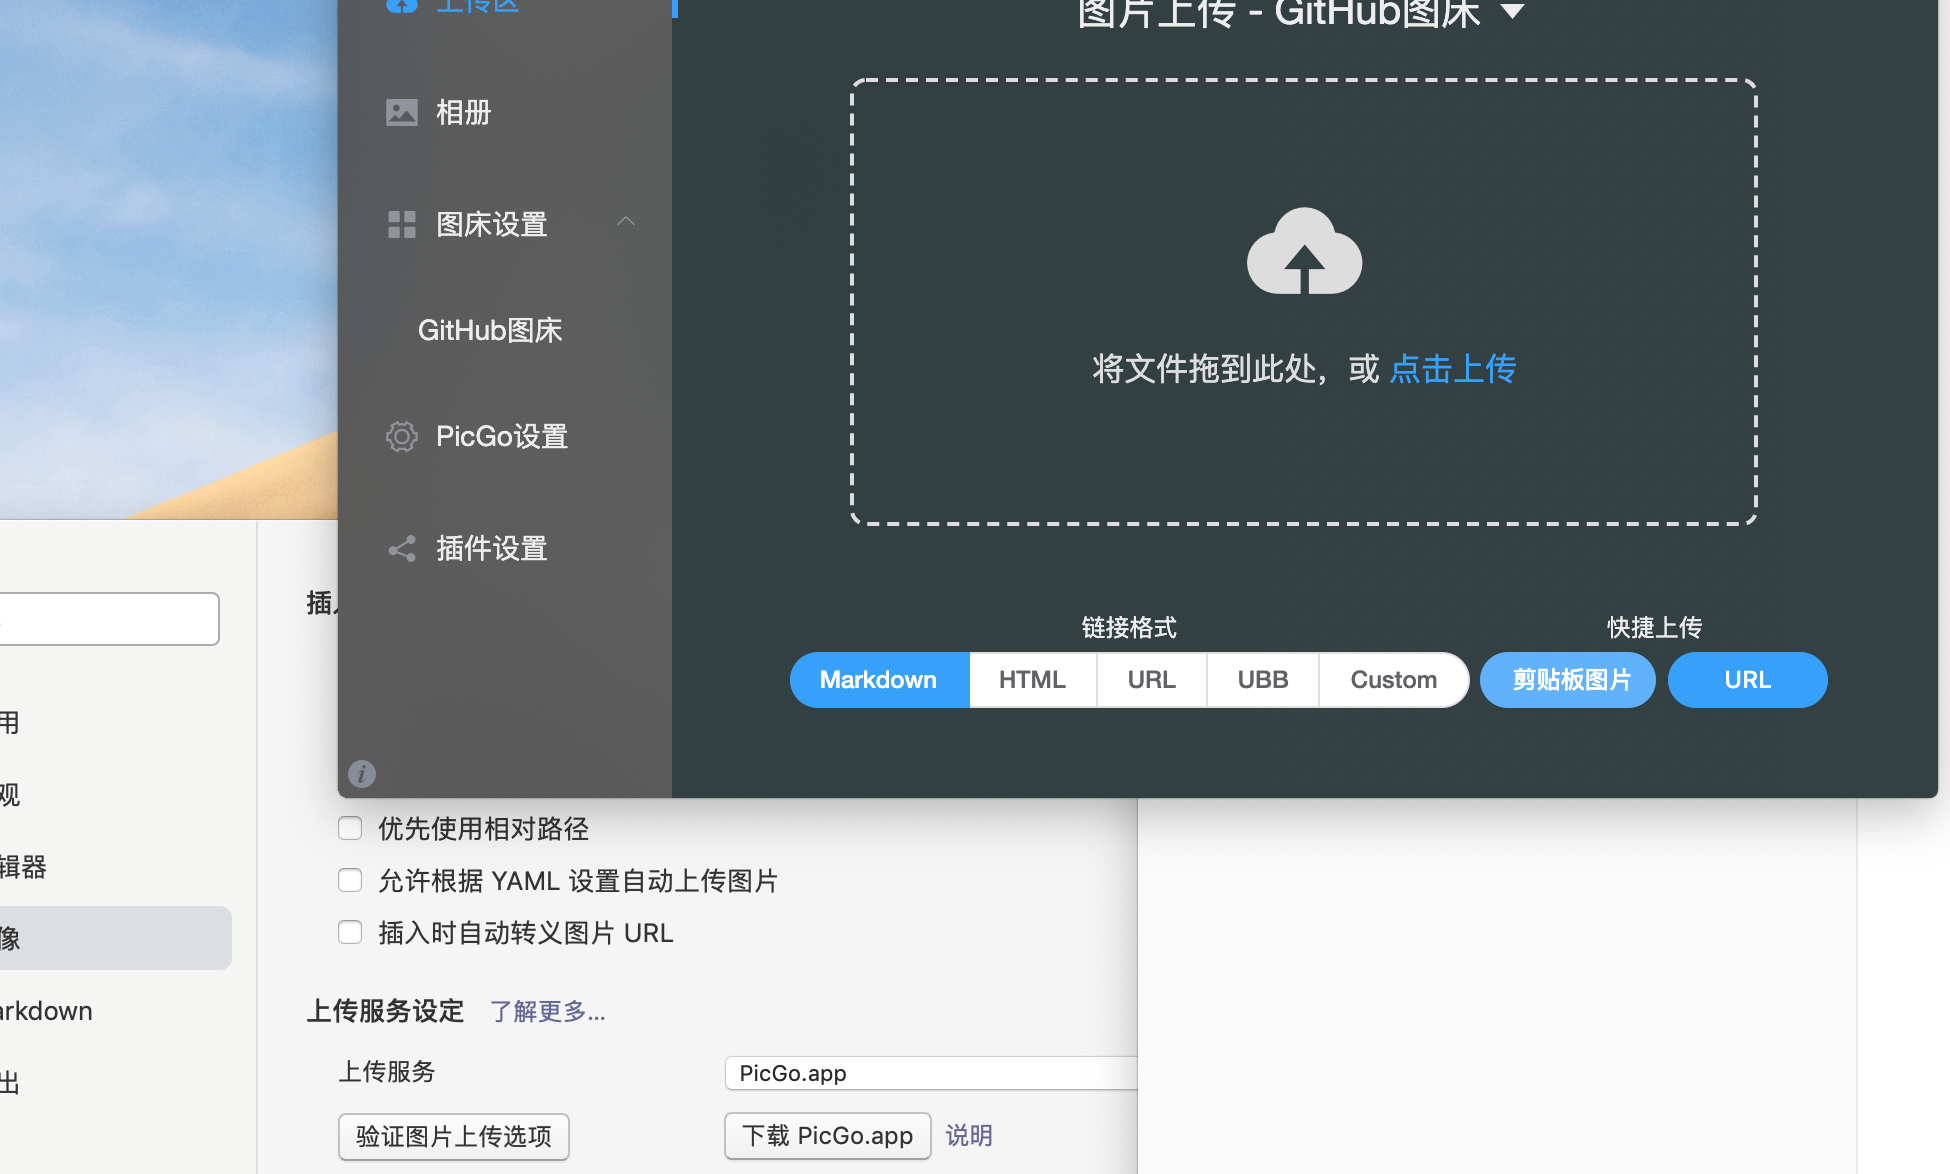 上传区
图片上传 - GitHub图床
相册
图床设置
GitHub图床
PicGo设置
插件设置
将文件拖到此处，或 点击上传
链接格式
快捷上传
Markdown HTML URL UBB Custom 剪贴板图片 URL
插
用
观
辑器
像
arkdown
出
优先使用相对路径
允许根据 YAML 设置自动上传图片
插入时自动转义图片 URL
上传服务设定 了解更多...
上传服务 PicGo.app
验证图片上传选项 下载 PicGo.app 说明